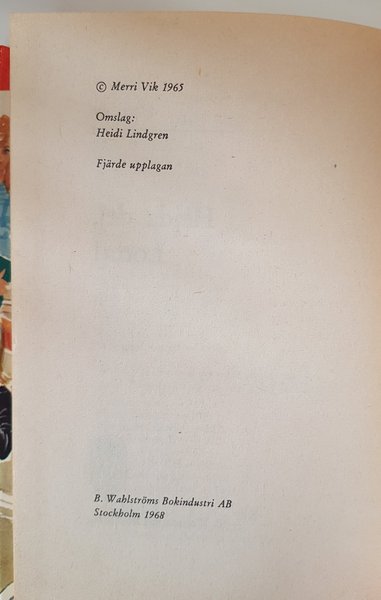 © Merri Vik 1965
Omslag:
Heidi Lindgren
Fjärde upplagan
B. Wahlströms Bokindustri AB
Stockholm 1968